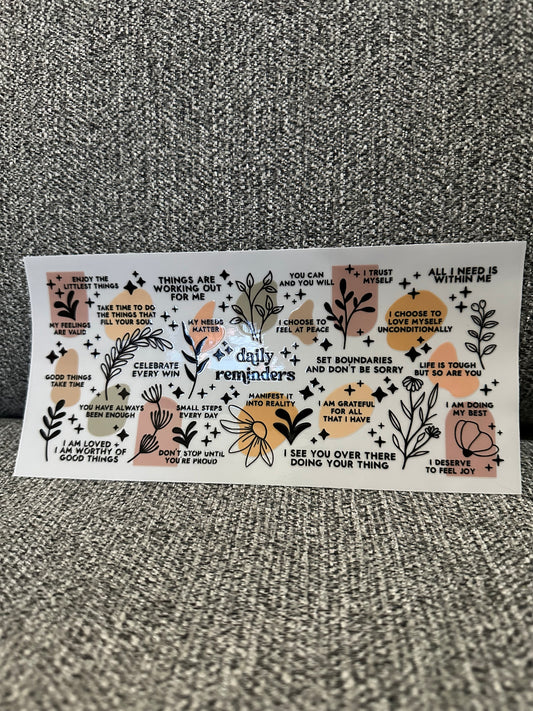 ENJOY THE
LITTLEST THINGS
THINGS ARE
WORKING OUT
FOR ME
YOU CAN
AND YOU WILL
I TRUST
MYSELF
ALL I NEED IS
WITHIN ME
MY FEELINGS
ARE VALID
TAKE TIME TO DO
THE THINGS THAT
FILL YOUR SOUL
MY NEEDS
MATTER
I CHOOSE TO
FEEL AT PEACE
I CHOOSE TO
LOVE MYSELF
UNCONDITIONALLY
GOOD THINGS
TAKE TIME
CELEBRATE
EVERY WIN
daily
reminders
SET BOUNDARIES
AND DON'T BE SORRY
LIFE IS TOUGH
BUT SO ARE YOU
YOU HAVE ALWAYS
BEEN ENOUGH
SMALL STEPS
EVERY DAY
MANIFEST IT
INTO REALITY
I AM GRATEFUL
FOR ALL
THAT I HAVE
I AM DOING
MY BEST
I AM LOVED +
I AM WORTHY OF
GOOD THINGS
DON'T STOP UNTIL
YOU'RE PROUD
I SEE YOU OVER THERE
DOING YOUR THING
I DESERVE
TO FEEL JOY